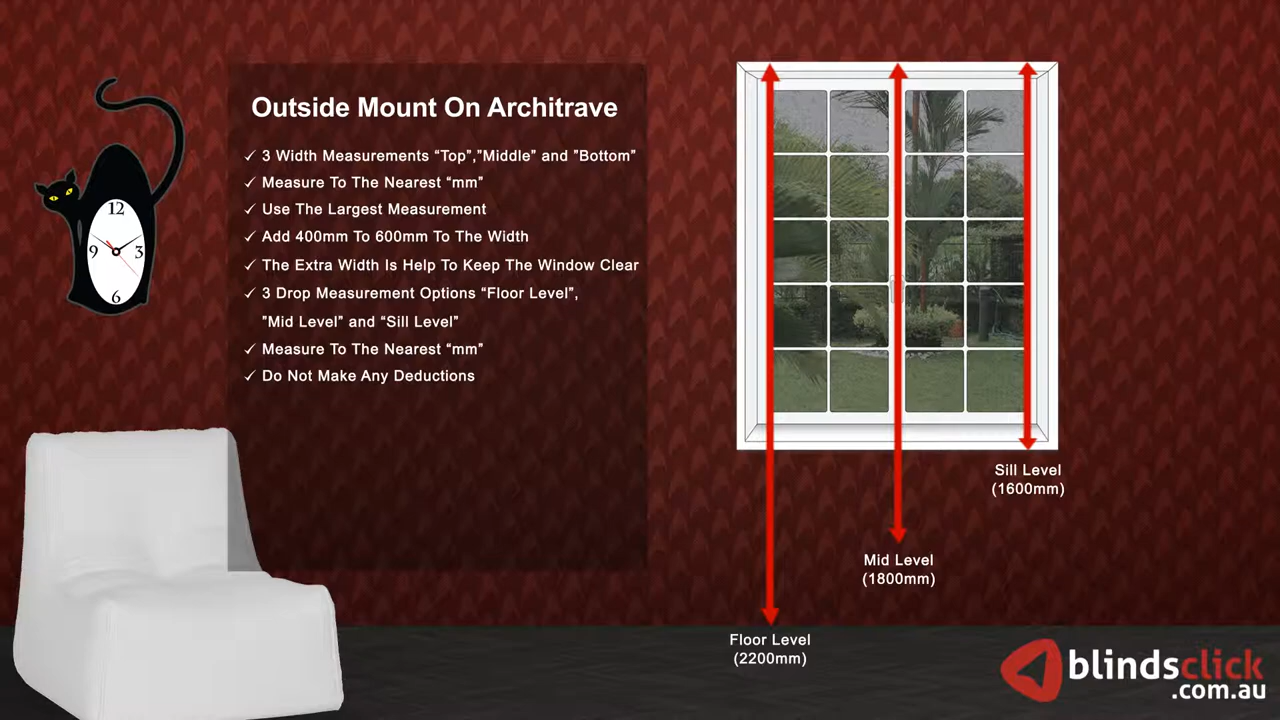 Outside Mount On Architrave
✓ 3 Width Measurements “Top”,”Middle” and ”Bottom”
✓ Measure To The Nearest “mm”
✓ Use The Largest Measurement
✓ Add 400mm To 600mm To The Width
✓ The Extra Width Is Help To Keep The Window Clear
✓ 3 Drop Measurement Options “Floor Level”,
”Mid Level” and “Sill Level”
✓ Measure To The Nearest “mm”
✓ Do Not Make Any Deductions
12
9 3
6
Sill Level
(1600mm)
Mid Level
(1800mm)
Floor Level
(2200mm)
blindsclick
.com.au